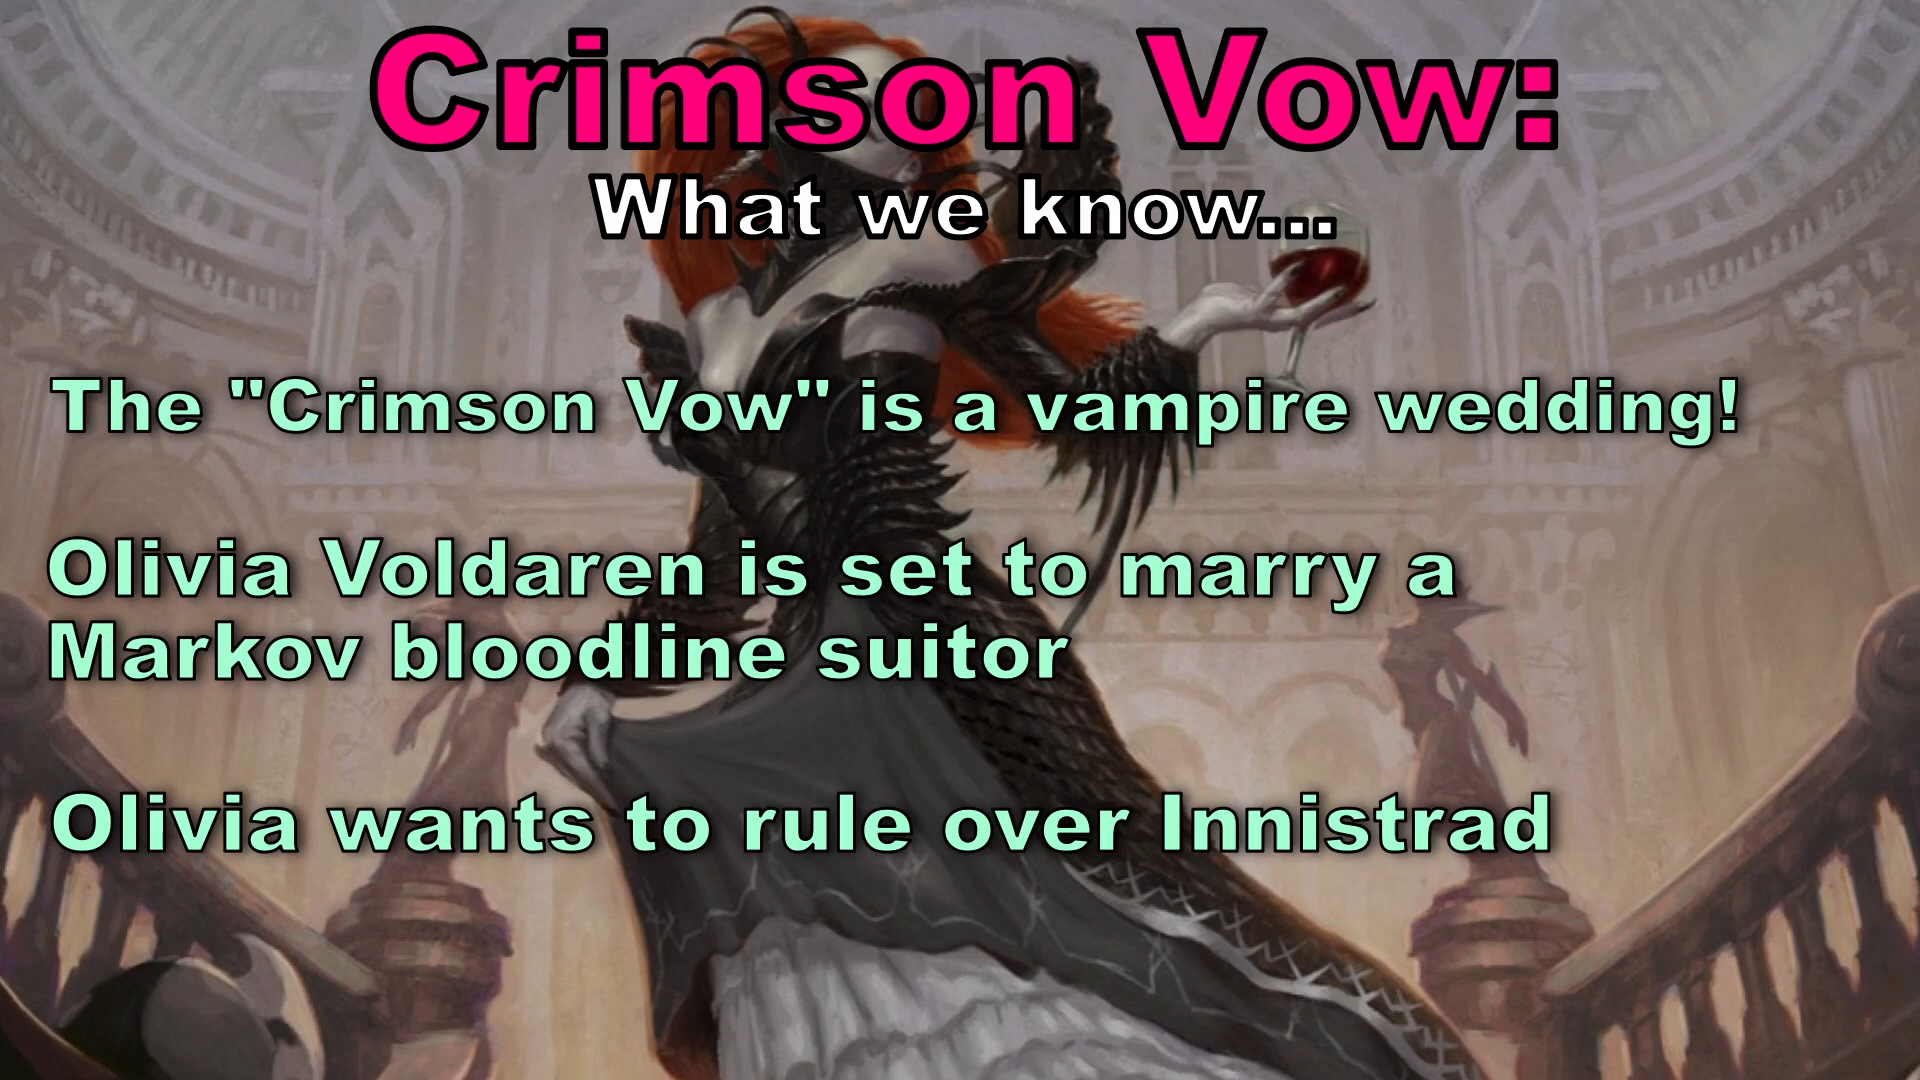 Crimson Vow:
What we know...
The "Crimson Vow" is a vampire wedding!
Olivia Voldaren is set to marry a
Markov bloodline suitor
Olivia wants to rule over Innistrad